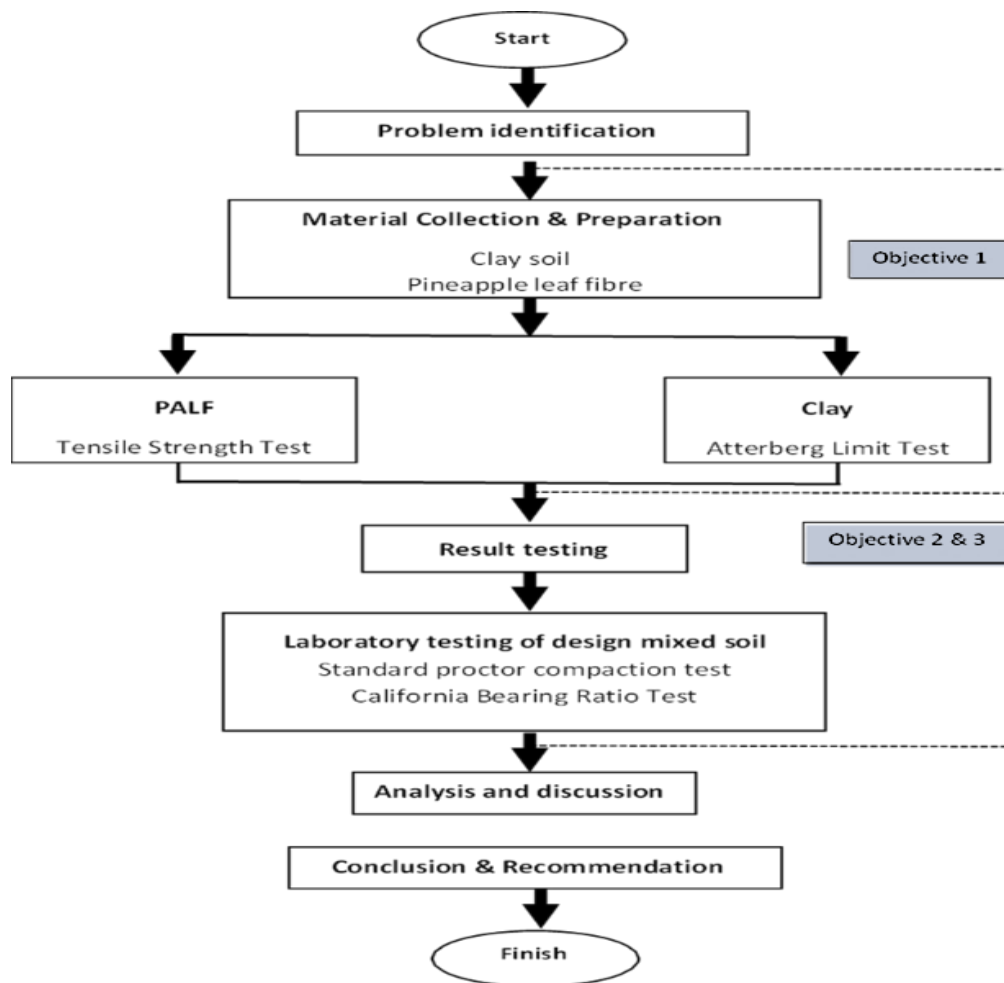 Start
Problem identification
Material Collection & Preparation
Clay soil
Pineapple leaf fibre
Objective 1
PALF
Tensile Strength Test
Clay
Atterberg Limit Test
Result testing
Objective 2 & 3
Laboratory testing of design mixed soil
Standard proctor compaction test
California Bearing Ratio Test
Analysis and discussion
Conclusion & Recommendation
Finish